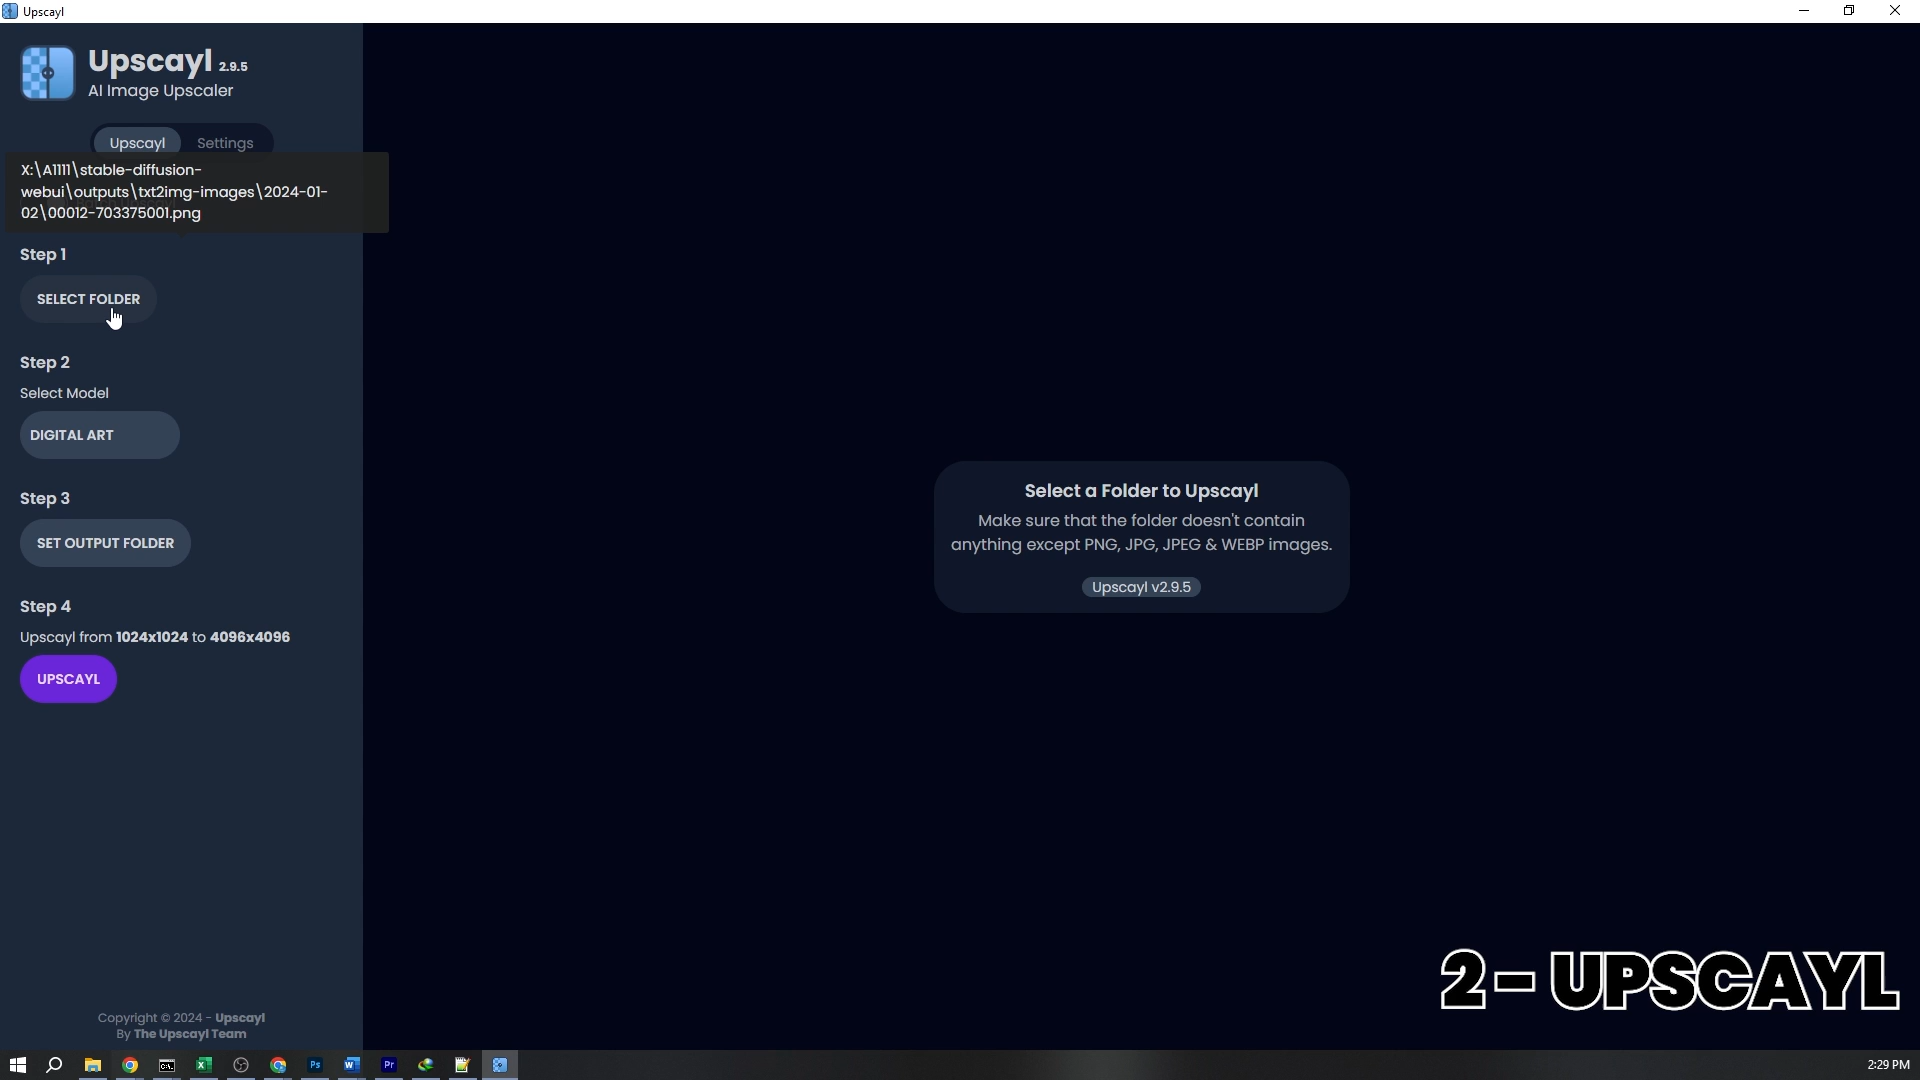 Upscayl
Upscayl 2.9.5
AI Image Upscaler
Upscayl Settings
X:\A1111\stable-diffusion-
webui\outputs\txt2img-images\2024-01-
02\00012-703375001.png
Step 1
SELECT FOLDER
Step 2
Select Model
DIGITAL ART
Step 3
SET OUTPUT FOLDER
Step 4
Upscayl from 1024x1024 to 4096x4096
UPSCAYL
Select a Folder to Upscayl
Make sure that the folder doesn't contain
anything except PNG, JPG, JPEG & WEBP images.
Upscayl v2.9.5
2 - UPSCAYL
Copyright © 2024 - Upscayl
By The Upscayl Team
2:29 PM